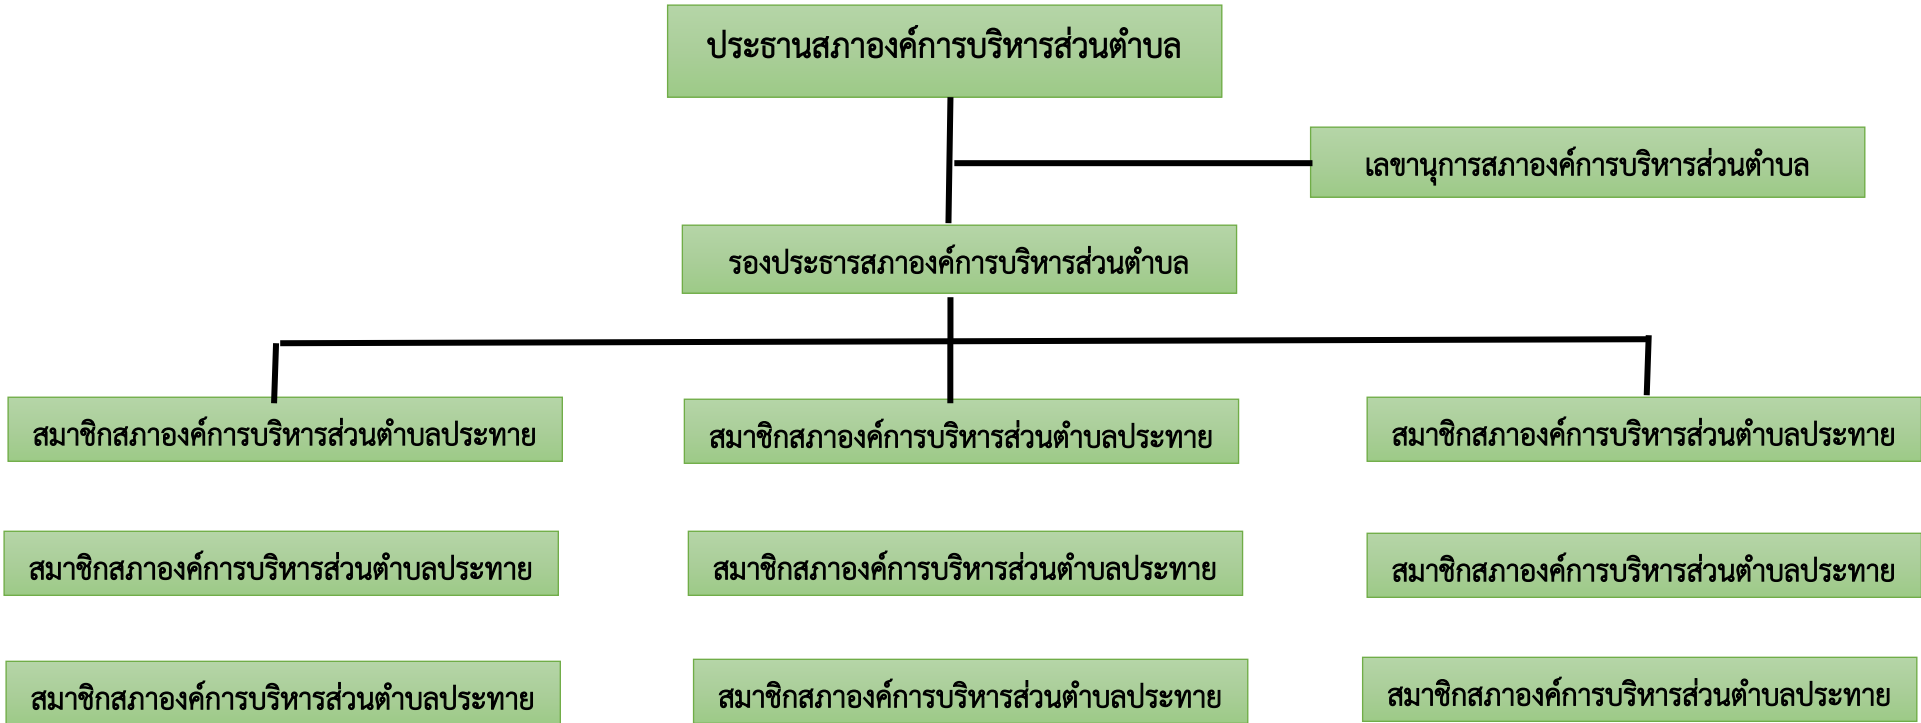 ประธานสภาองค์การบริหารส่วนตำบล
เลขานุการสภาองค์การบริหารส่วนตำบล
รองประธารสภาองค์การบริหารส่วนตำบล
สมาชิกสภาองค์การบริหารส่วนตำบลประทาย
สมาชิกสภาองค์การบริหารส่วนตำบลประทาย
สมาชิกสภาองค์การบริหารส่วนตำบลประทาย
สมาชิกสภาองค์การบริหารส่วนตำบลประทาย
สมาชิกสภาองค์การบริหารส่วนตำบลประทาย
สมาชิกสภาองค์การบริหารส่วนตำบลประทาย
สมาชิกสภาองค์การบริหารส่วนตำบลประทาย
สมาชิกสภาองค์การบริหารส่วนตำบลประทาย
สมาชิกสภาองค์การบริหารส่วนตำบลประทาย